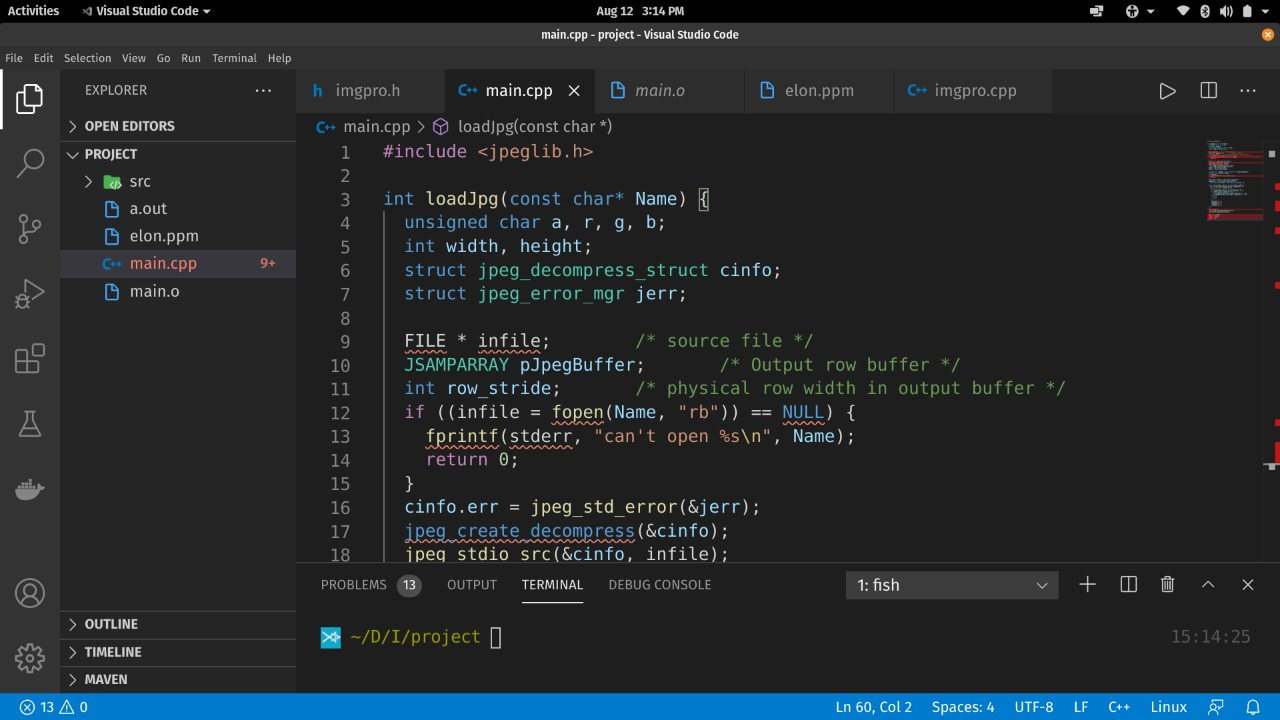 Activities Visual Studio Code Aug 12 3:14 PM
main.cpp - project - Visual Studio Code
File Edit Selection View Go Run Terminal Help
EXPLORER
OPEN EDITORS
PROJECT
src
a.out
elon.ppm
main.cpp 9+
main.o
OUTLINE
TIMELINE
MAVEN
h imgpro.h C++ main.cpp main.o elon.ppm C++ imgpro.cpp
C++ main.cpp > loadJpg(const char *)
1 #include <jpeglib.h>
2
3 int loadJpg(const char* Name) {
4 unsigned char a, r, g, b;
5 int width, height;
6 struct jpeg_decompress_struct cinfo;
7 struct jpeg_error_mgr jerr;
8
9 FILE * infile; /* source file */
10 JSAMPARRAY pJpegBuffer; /* Output row buffer */
11 int row_stride; /* physical row width in output buffer */
12 if ((infile = fopen(Name, "rb")) == NULL) {
13 fprintf(stderr, "can't open %s\n", Name);
14 return 0;
15 }
16 cinfo.err = jpeg_std_error(&jerr);
17 jpeg_create_decompress(&cinfo);
18 jpeg_stdio_src(&cinfo, infile);
PROBLEMS 13 OUTPUT TERMINAL DEBUG CONSOLE 1: fish
~/D/I/project 15:14:25
13 0 Ln 60, Col 2 Spaces: 4 UTF-8 LF C++ Linux